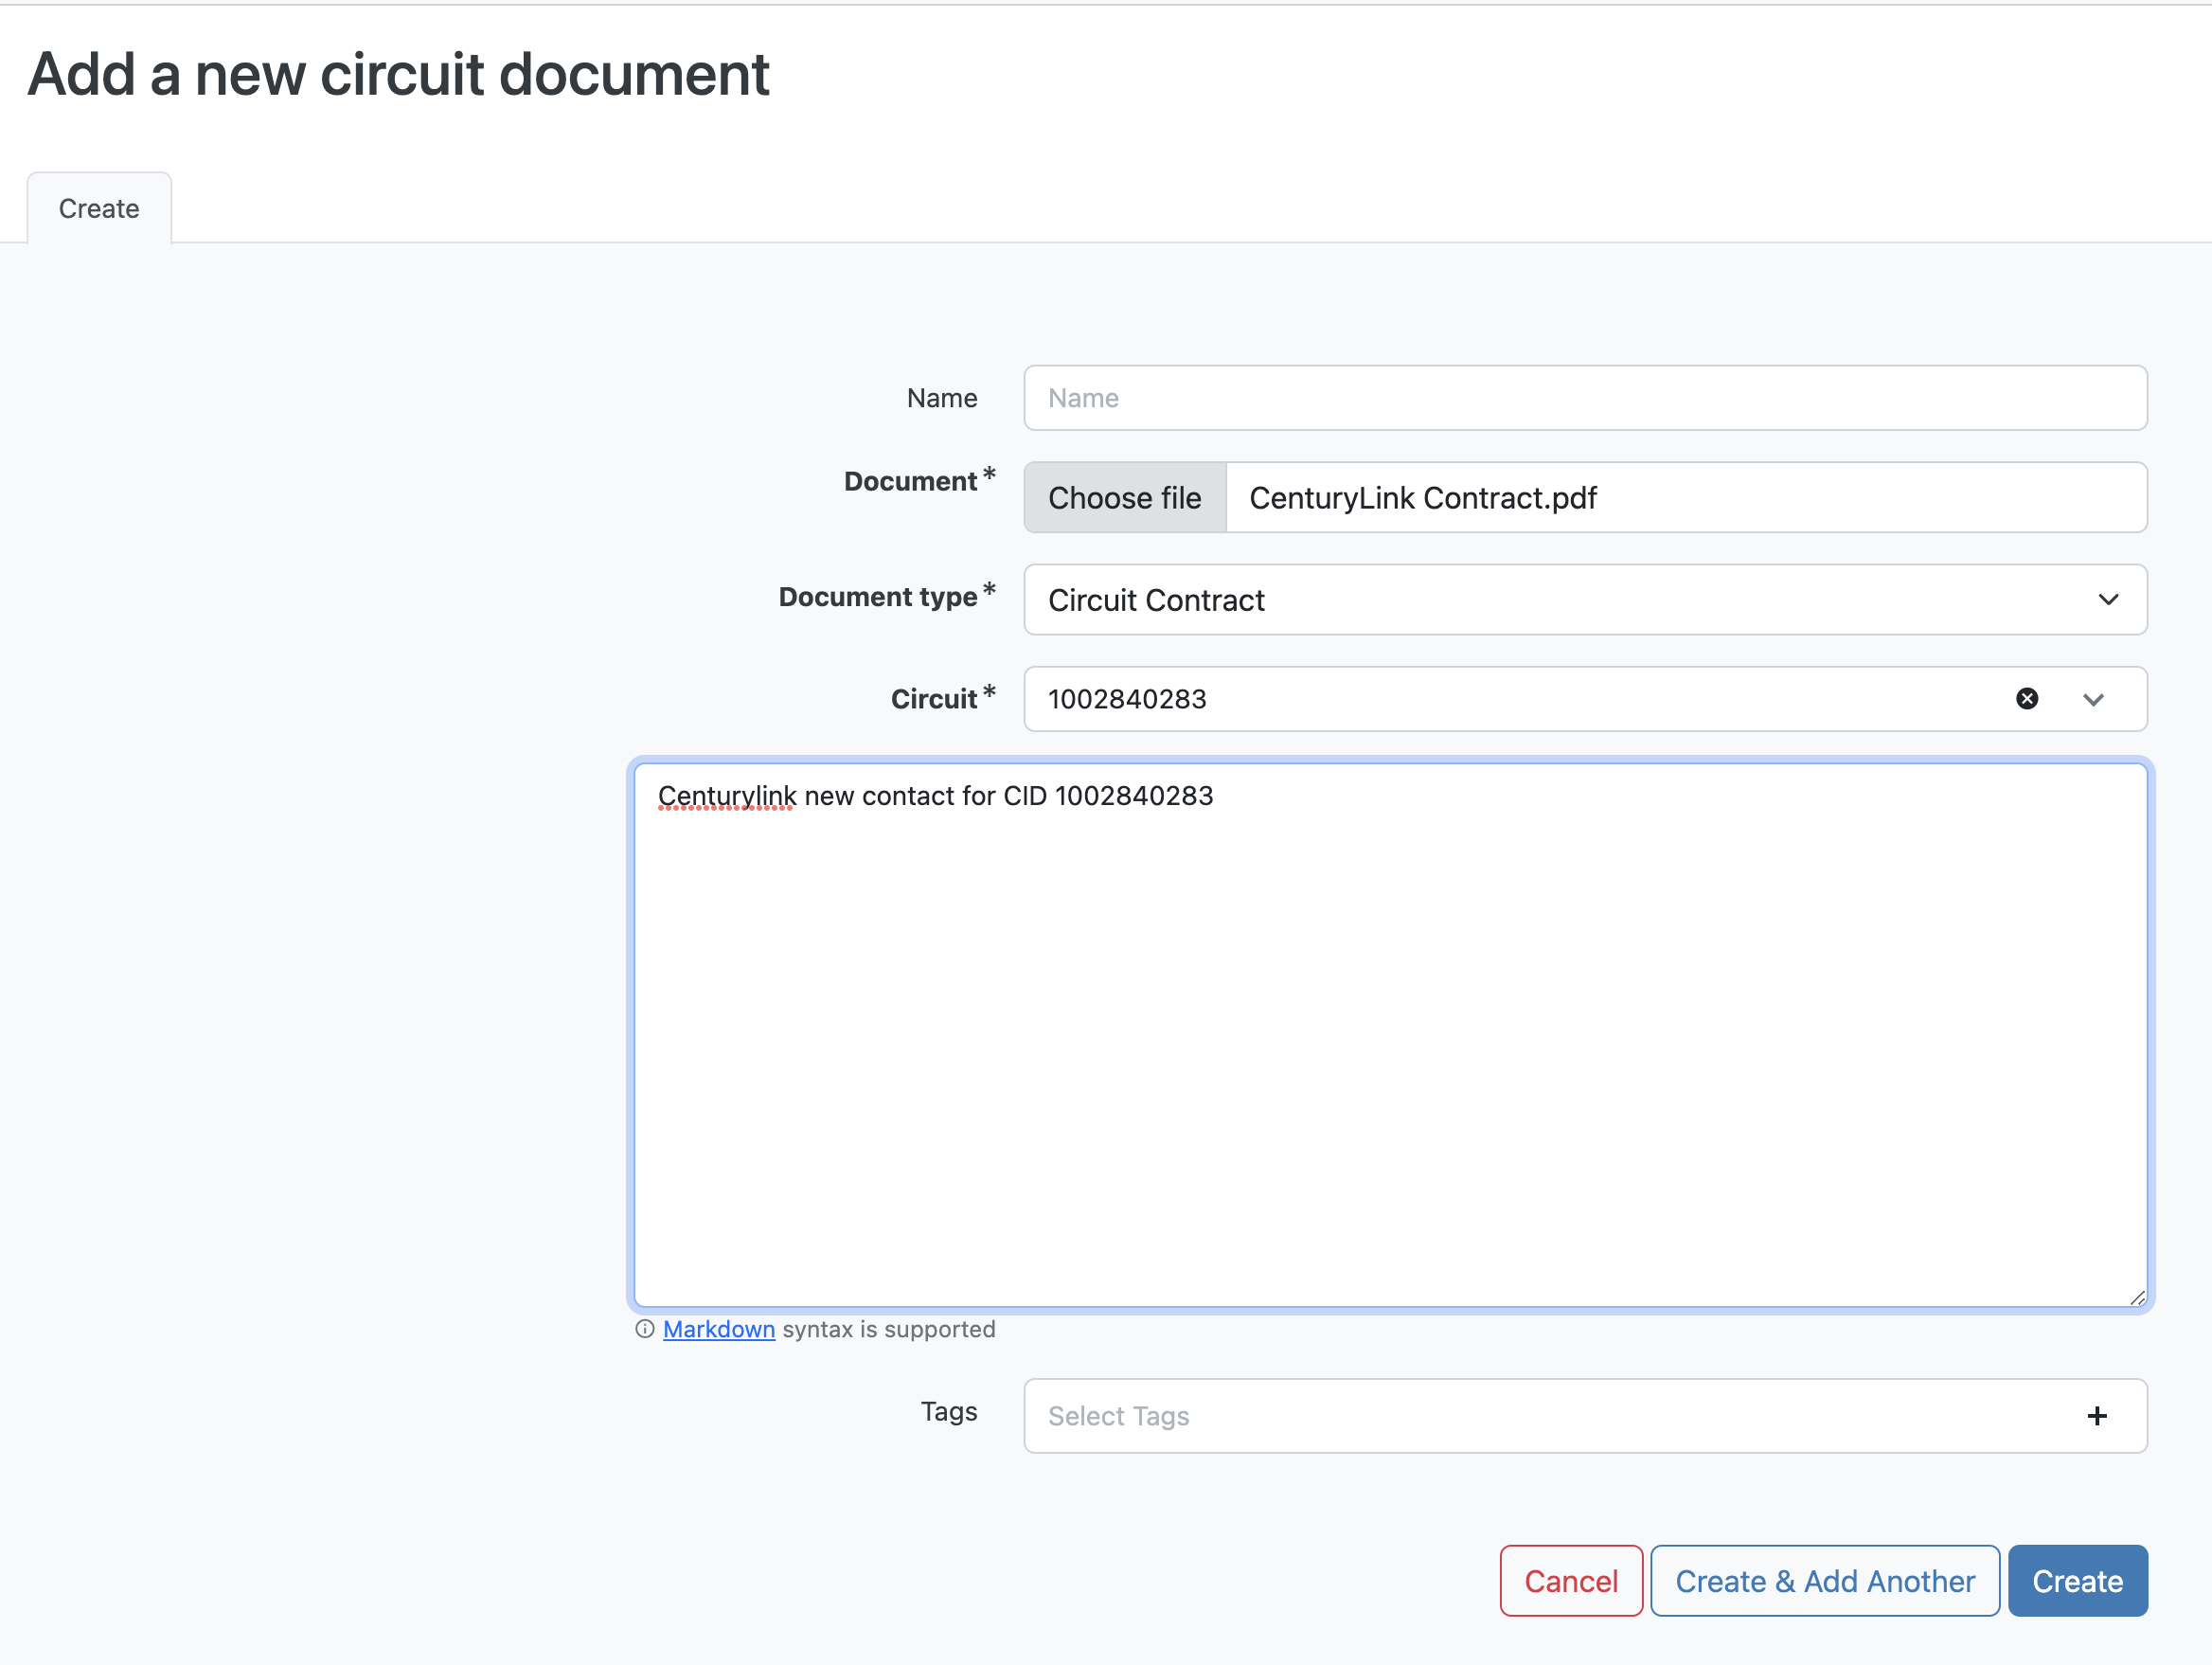 Add a new circuit document
Create
Name
Name
Document*
Choose file CenturyLink Contract.pdf
Document type*
Circuit Contract
Circuit*
1002840283
Centurylink new contact for CID 1002840283
Markdown syntax is supported
Tags
Select Tags
Cancel
Create & Add Another
Create